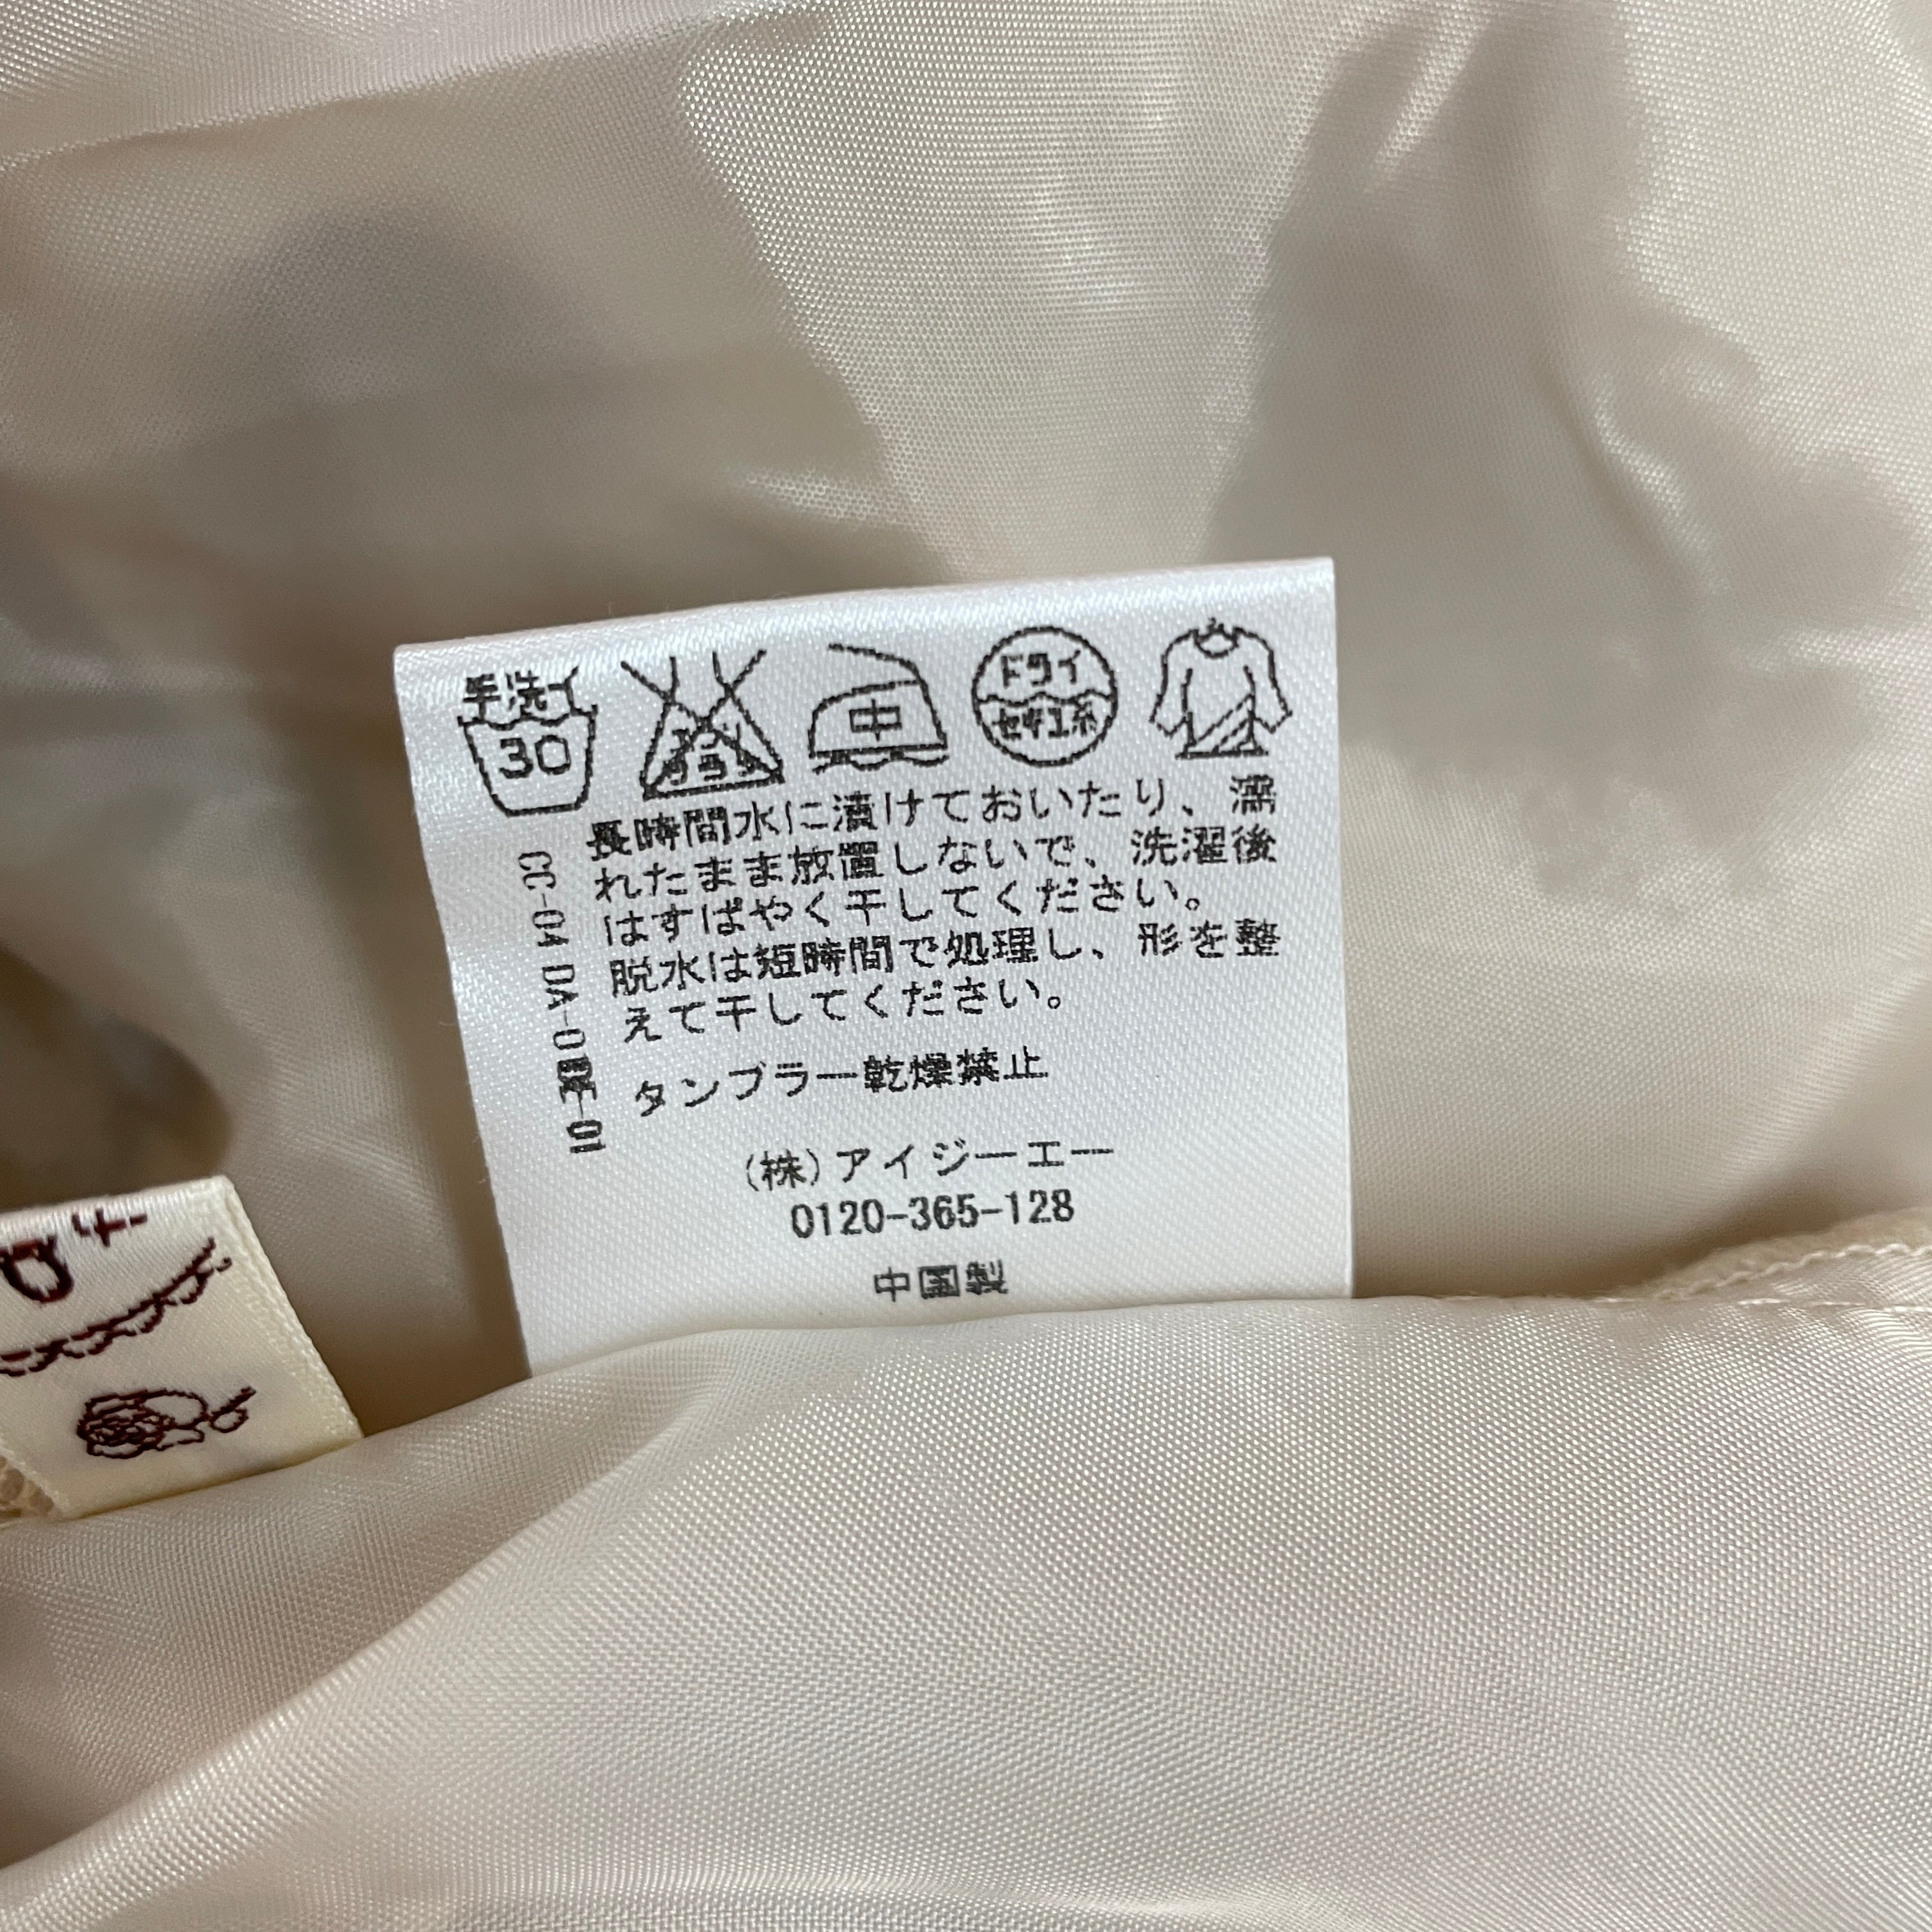 手洗イ
30
中
ドライ
セキユ系
長時間水に漬けておいたり、濡
れたまま放置しないで、洗濯後
はすばやく干してください。
脱水は短時間で処理し、形を整
えて干してください。
タンブラー乾燥禁止
(株)アイジーエー
0120-365-128
中国製
CC-04 DA-01